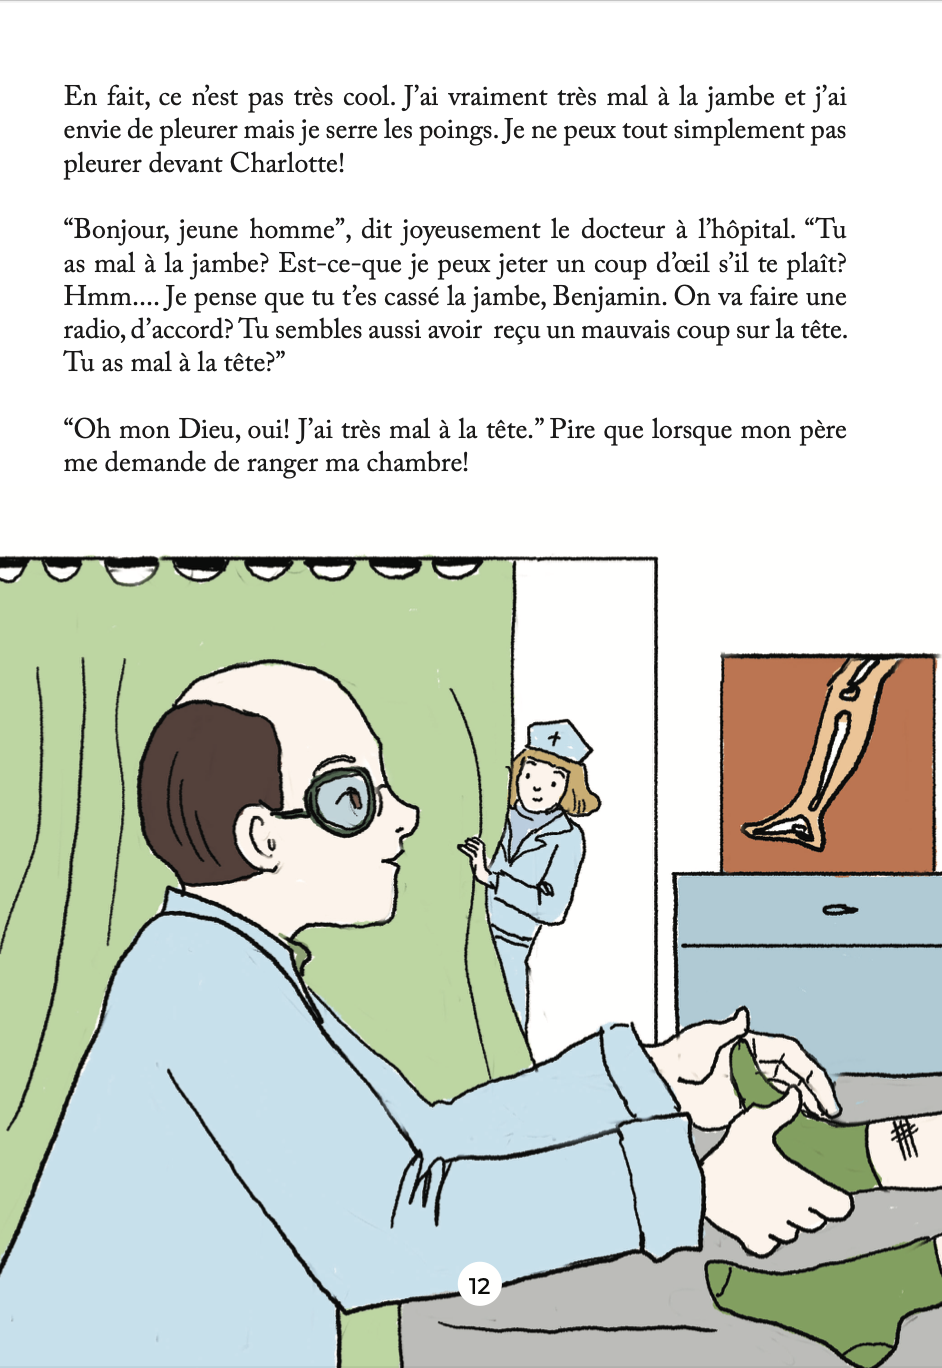 En fait, ce n’est pas très cool. J’ai vraiment très mal à la jambe et j’ai
envie de pleurer mais je serre les poings. Je ne peux tout simplement pas
pleurer devant Charlotte!
“Bonjour, jeune homme”, dit joyeusement le docteur à l’hôpital. “Tu
as mal à la jambe? Est-ce-que je peux jeter un coup d’œil s’il te plaît?
Hmm.... Je pense que tu t’es cassé la jambe, Benjamin. On va faire une
radio, d’accord? Tu sembles aussi avoir  reçu un mauvais coup sur la tête.
Tu as mal à la tête?”
“Oh mon Dieu, oui! J’ai très mal à la tête.” Pire que lorsque mon père
me demande de ranger ma chambre!
12